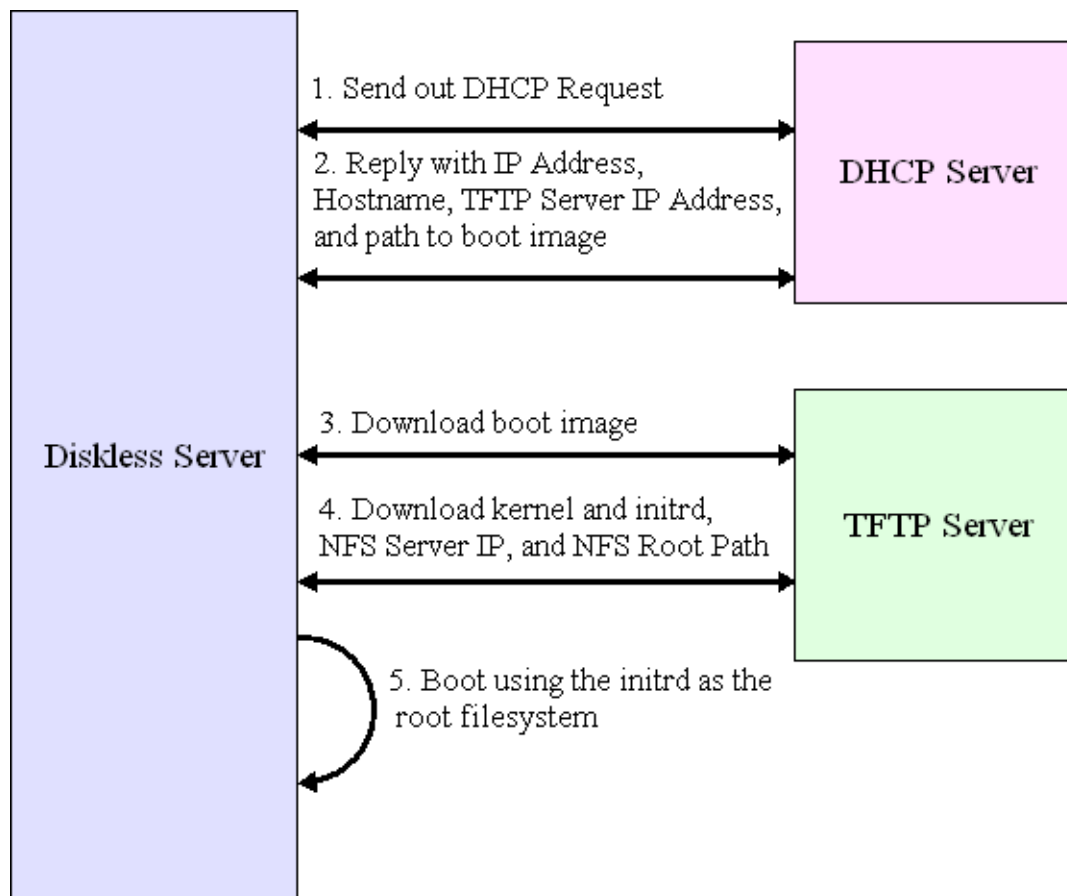 1. Send out DHCP Request
2. Reply with IP Address,
Hostname, TFTP Server IP Address,
and path to boot image
DHCP Server
Diskless Server
3. Download boot image
4. Download kernel and initrd,
NFS Server IP, and NFS Root Path
TFTP Server
5. Boot using the initrd as the
root filesystem